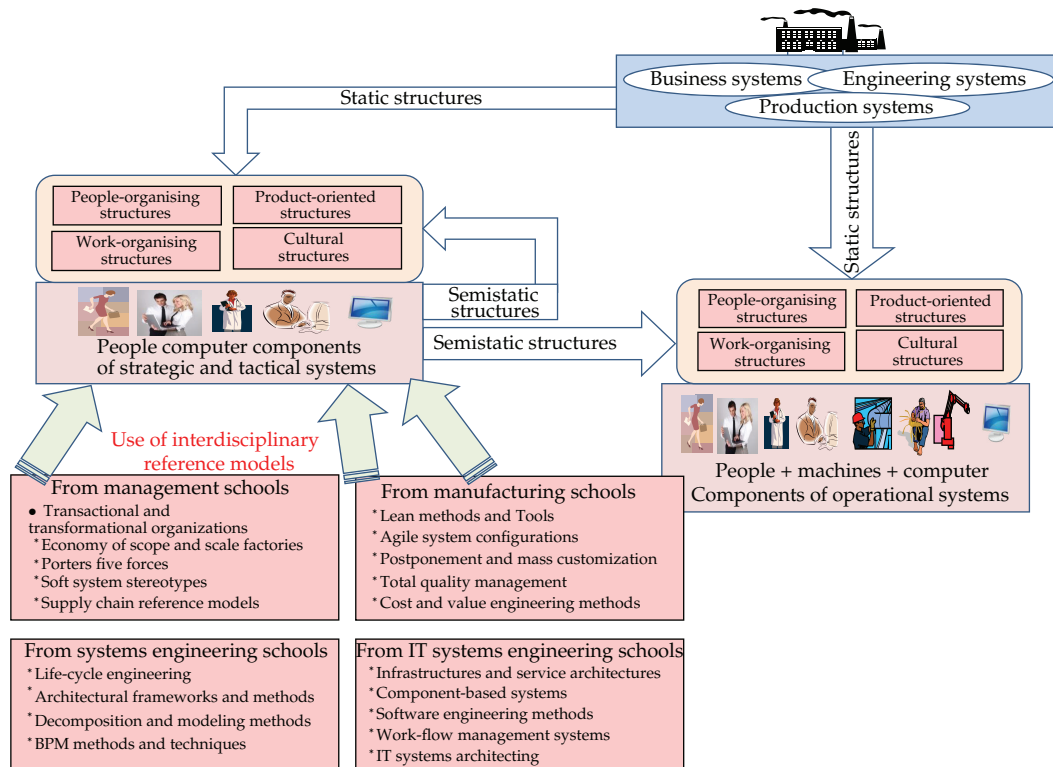 Business systems
Engineering systems
Production systems
Static structures
Static structures
People-organising
structures
Product-oriented
structures
Work-organising
structures
Cultural
structures
Semistatic
structures
Semistatic structures
People computer components
of strategic and tactical systems
People-organising
structures
Product-oriented
structures
Work-organising
structures
Cultural
structures
People + machines + computer
Components of operational systems
Use of interdisciplinary
reference models
From management schools
• Transactional and
transformational organizations
* Economy of scope and scale factories
* Porters five forces
* Soft system stereotypes
* Supply chain reference models
From manufacturing schools
* Lean methods and Tools
* Agile system configurations
* Postponement and mass customization
* Total quality management
* Cost and value engineering methods
From systems engineering schools
* Life-cycle engineering
* Architectural frameworks and methods
* Decomposition and modeling methods
* BPM methods and techniques
From IT systems engineering schools
* Infrastructures and service architectures
* Component-based systems
* Software engineering methods
* Work-flow management systems
* IT systems architecting